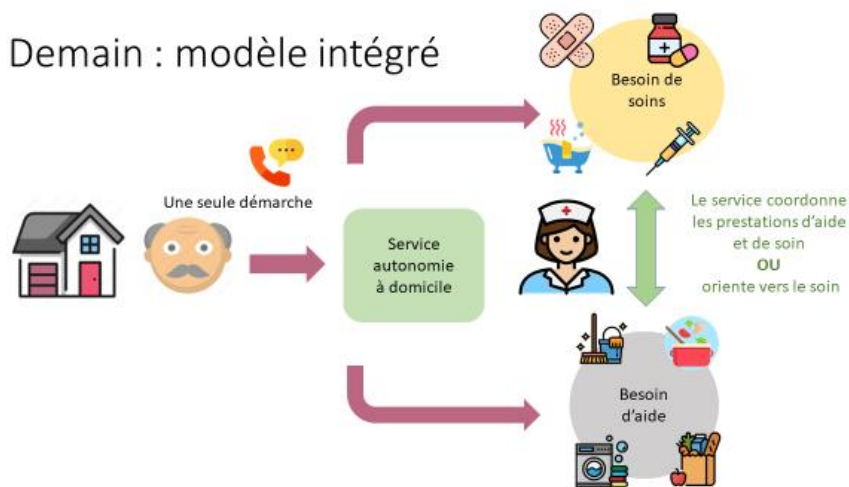 Demain : modèle intégré
Besoin de
soins
Une seule démarche
Service
autonomie
à domicile
Le service coordonne
les prestations d'aide
et de soin
OU
oriente vers le soin
Besoin
d'aide